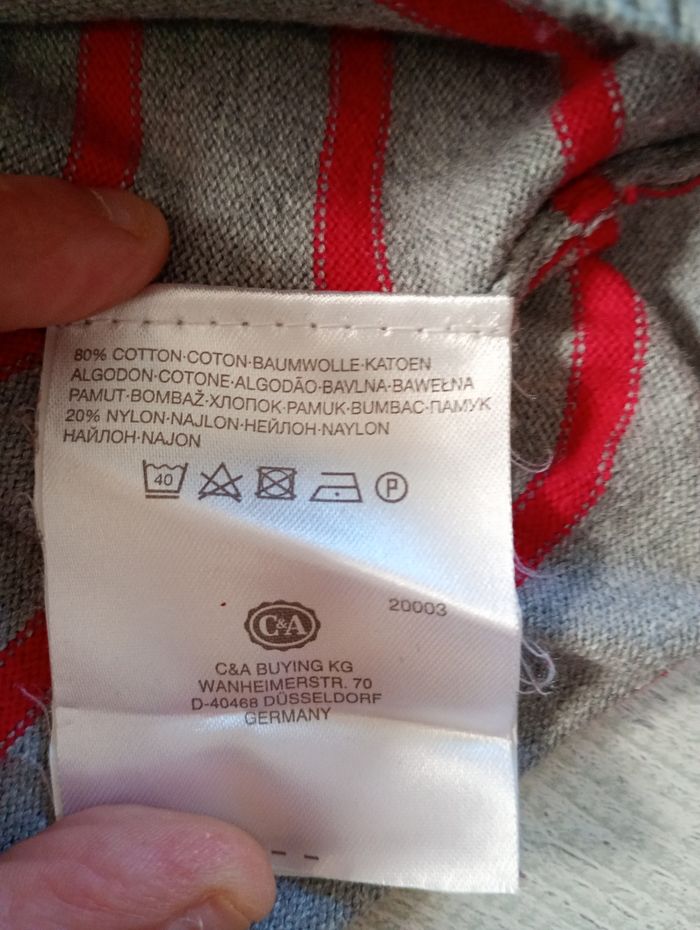 80% COTTON·COTON·BAUMWOLLE·KATOEN
ALGODON·COTONE·ALGODÃO·BAVLNA·BAWEŁNA
PAMUT·BOMBAŽ·ХЛОПОК·PAMUK·BUMBAC·ПАМУК
20% NYLON·NAJLON·НЕЙЛОН·NAYLON
НАЙЛОН·NAJON
40
P
20003
C&A
C&A BUYING KG
WANHEIMERSTR. 70
D-40468 DÜSSELDORF
GERMANY